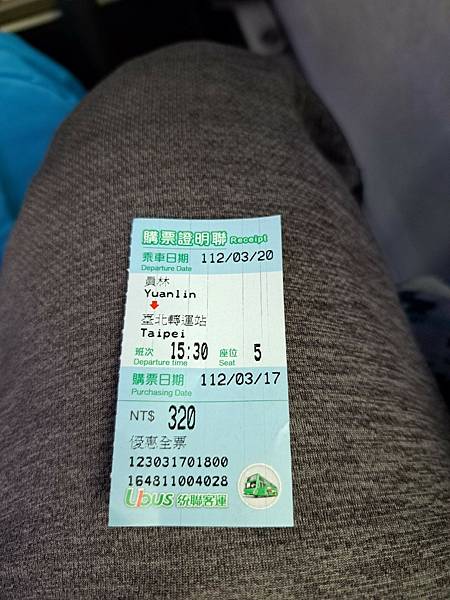 購票證明聯 Receipt
乘車日期 112/03/20
Departure Date
員林
Yuanlin
臺北轉運站
Taipei
班次 15:30 座位 5
Departure time Seat
購票日期 112/03/17
Purchasing Date
NT$ 320
優惠全票
123031701800
164811004028
Ubus 統聯客運